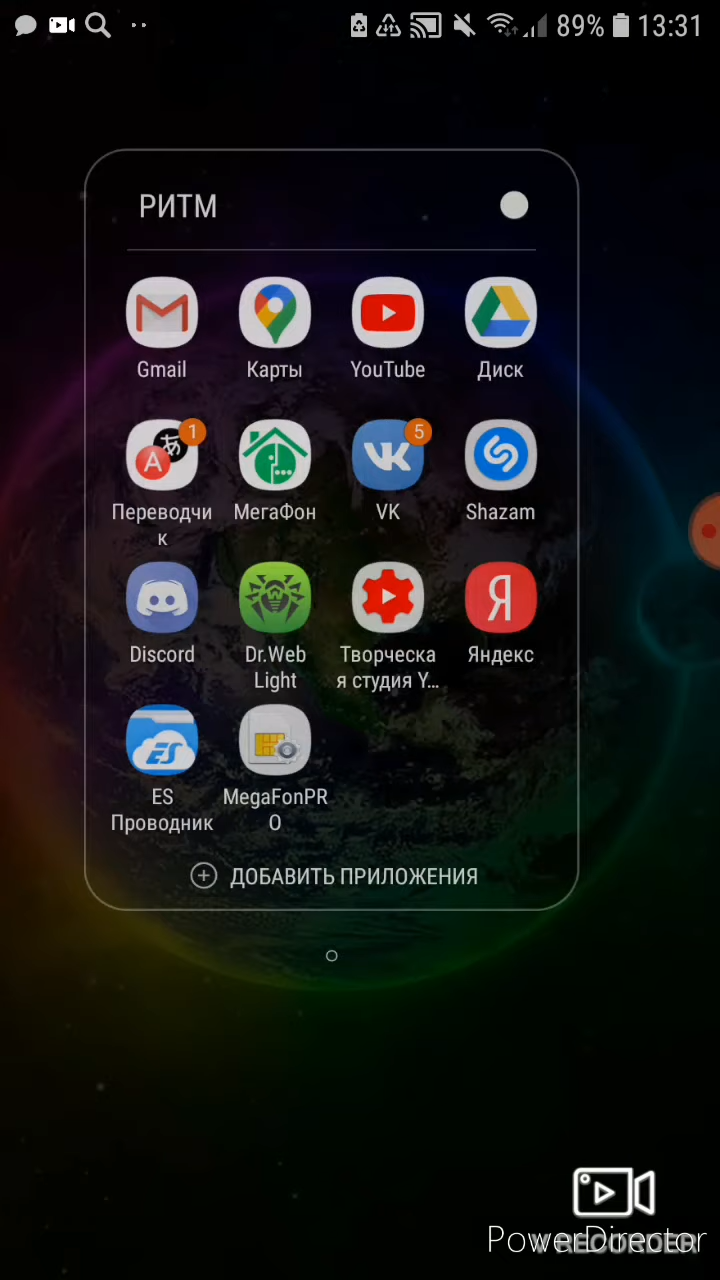 89% 13:31
РИТМ
Gmail Карты YouTube Диск
1 5
Переводчи МегаФон VK Shazam
к
Discord Dr.Web Творческа Яндекс
Light я студия Y...
ES MegaFonPR
Проводник O
ДОБАВИТЬ ПРИЛОЖЕНИЯ
PowerDirector
V RECORDER